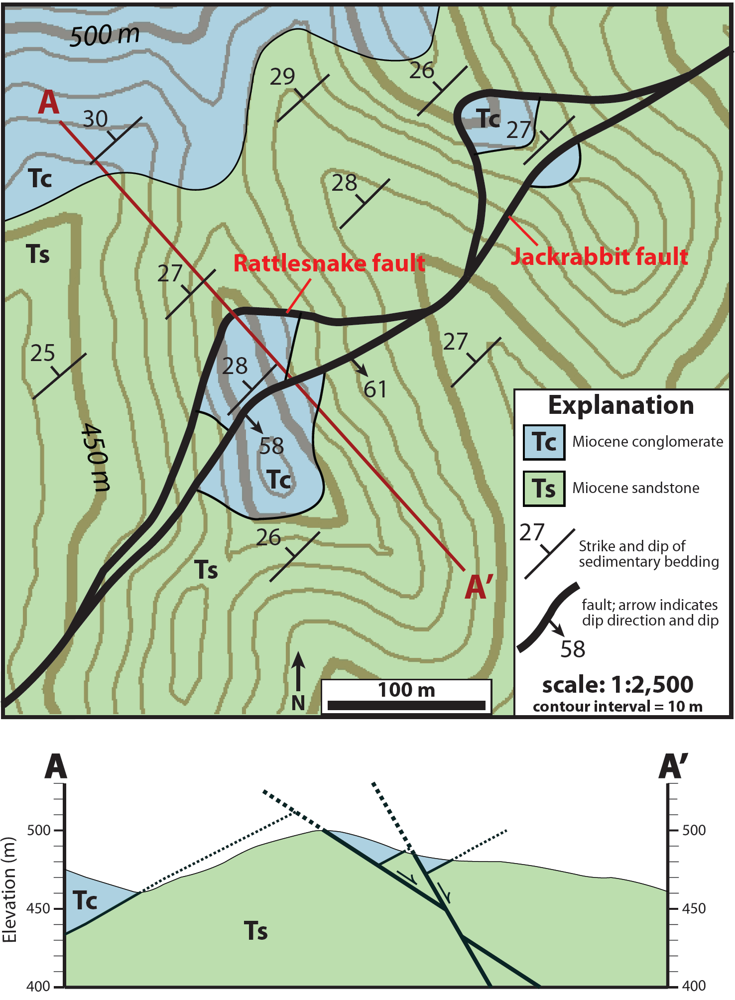 500 m
A
30
29
26
Tc
27
Tc
28
Ts
27
Rattlesnake fault
Jackrabbit fault
25
28
27
61
58
450 m
Tc
26
Ts
A′
N
100 m
Explanation
Tc Miocene conglomerate
Ts Miocene sandstone
27
Strike and dip of
sedimentary bedding
fault; arrow indicates
dip direction and dip
58
scale: 1:2,500
contour interval = 10 m
A A′
Elevation (m)
500 500
Tc
450 450
Ts
400 400